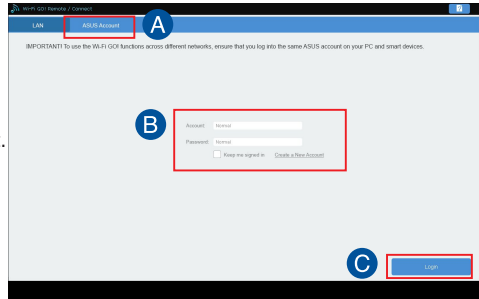 Wi-Fi GO! Remote / Connect
LAN
ASUS Account
A
IMPORTANT! To use the Wi-Fi GO! functions across different networks, ensure that you log into the same ASUS account on your PC and smart devices.
B
Account: Normal
Password: Normal
Keep me signed in Create a New Account
.
C
Login